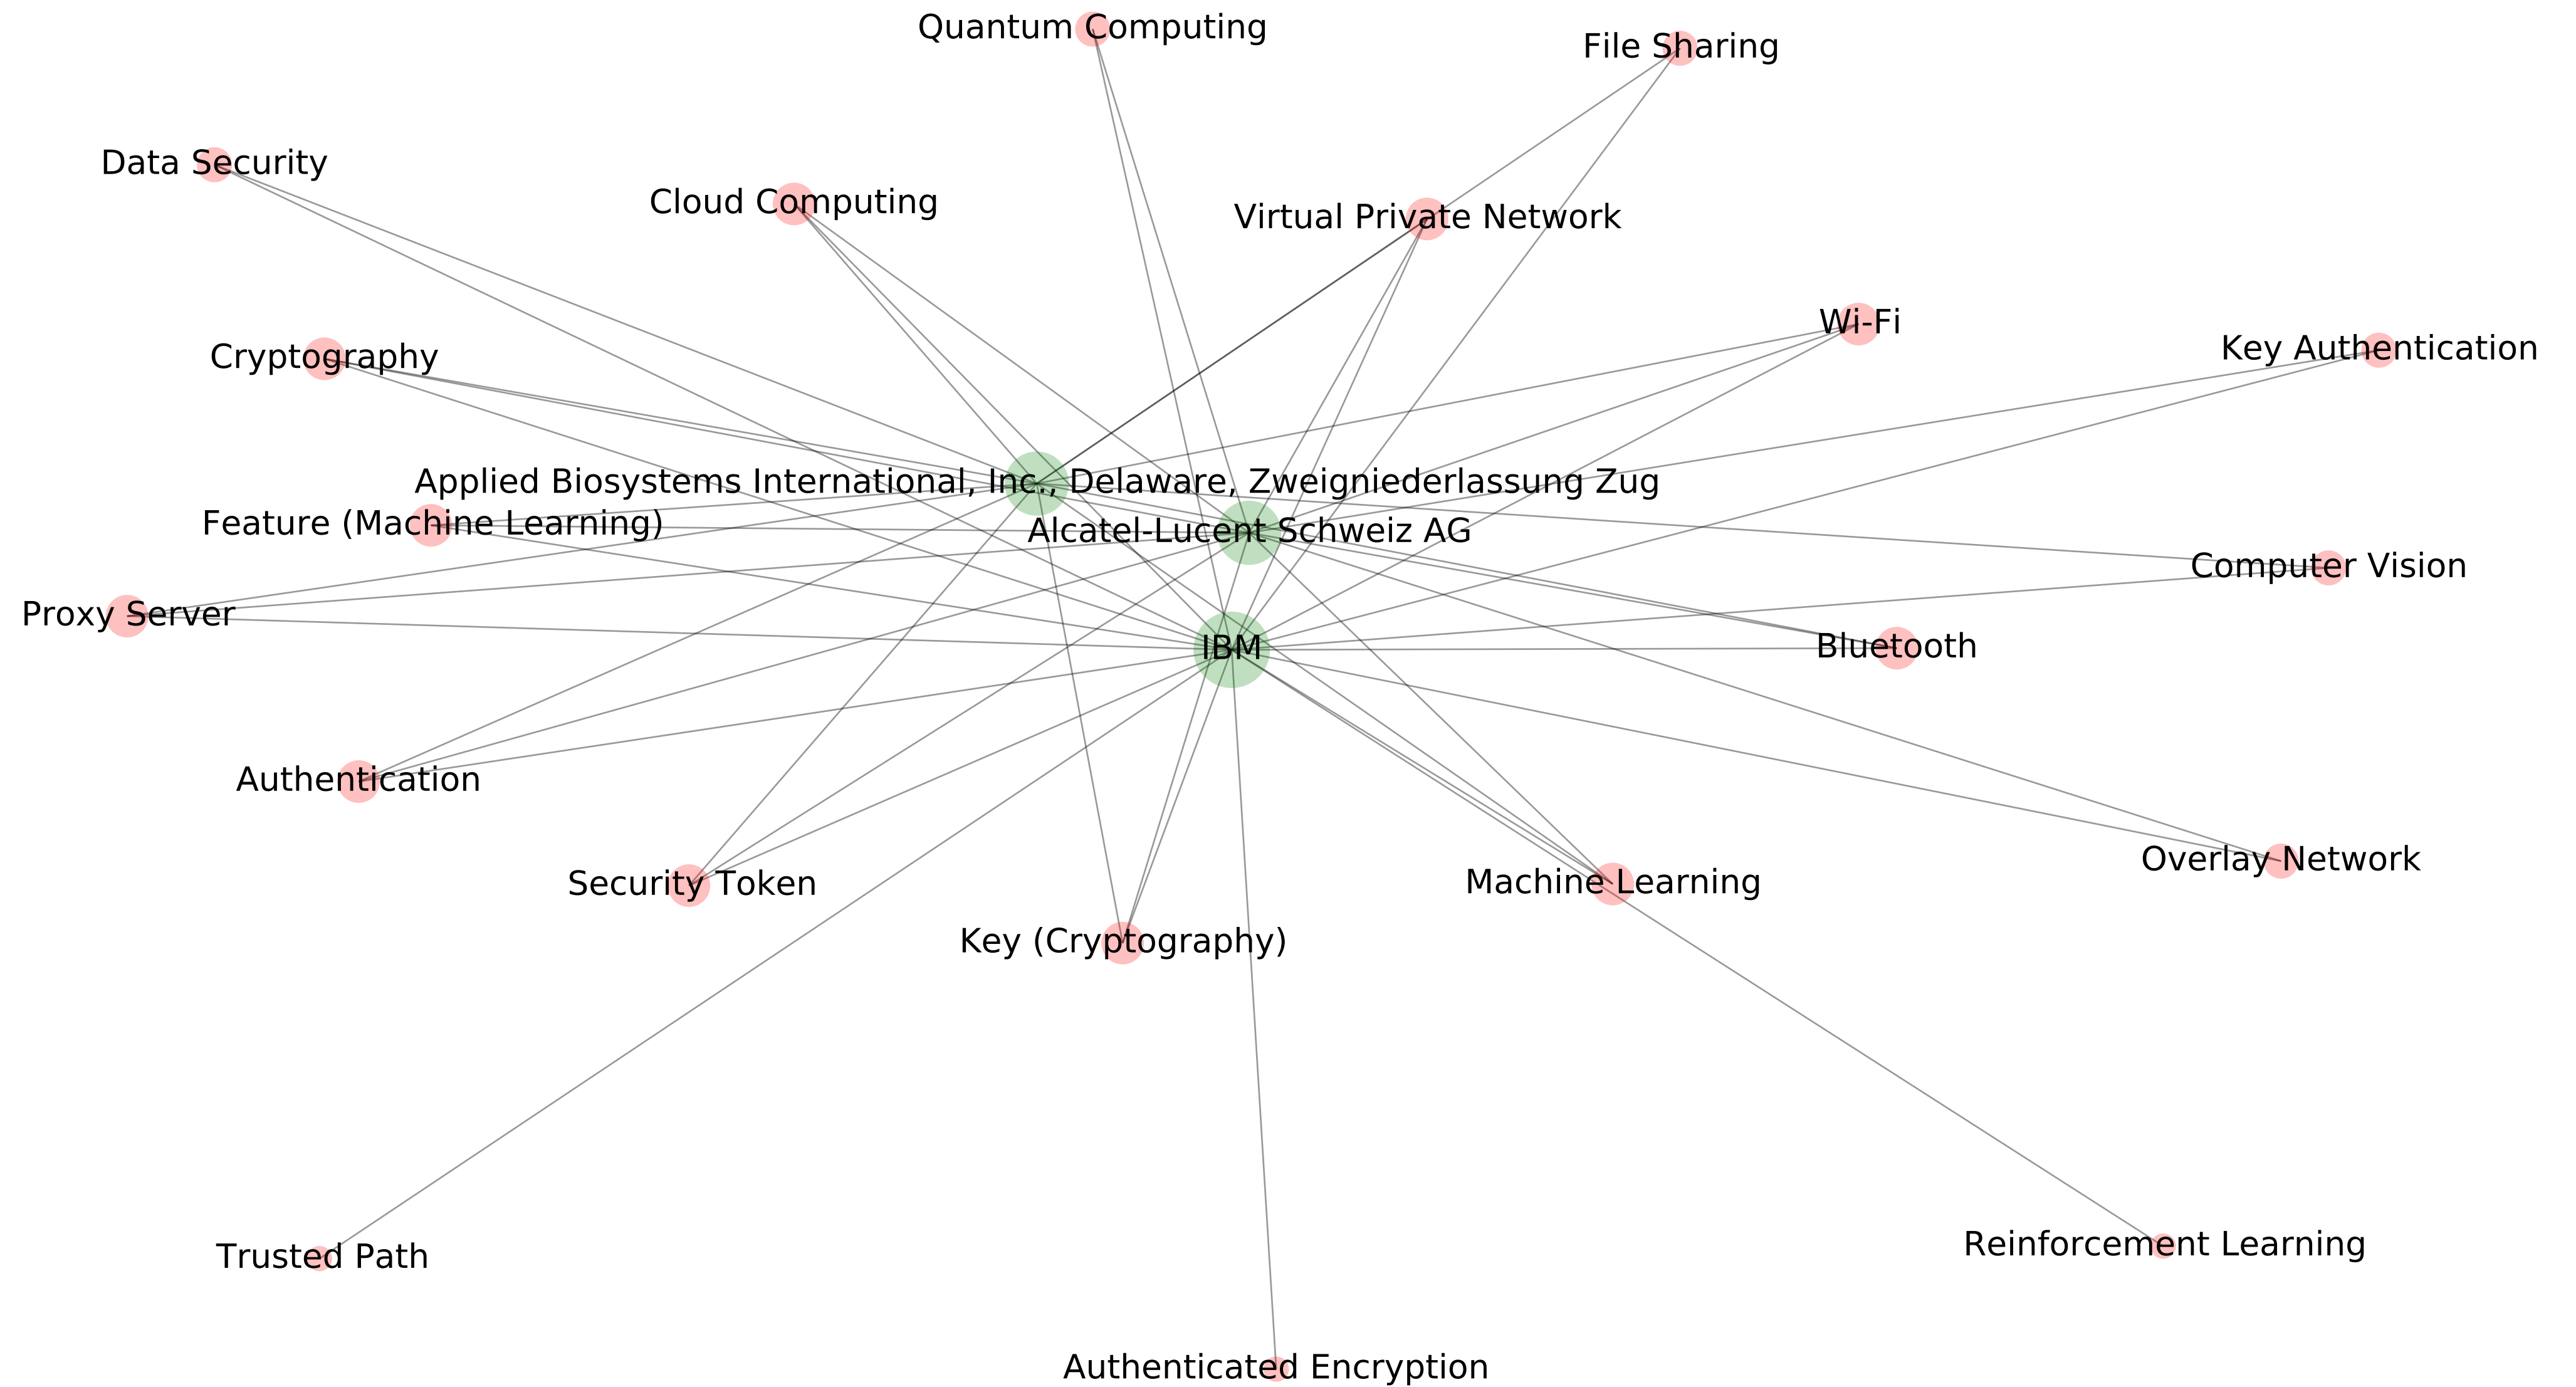 Quantum Computing
File Sharing
Data Security
Cloud Computing
Virtual Private Network
Wi-Fi
Key Authentication
Cryptography
Applied Biosystems International, Inc., Delaware, Zweigniederlassung Zug
Feature (Machine Learning)
Alcatel-Lucent Schweiz AG
Computer Vision
Proxy Server
IBM
Bluetooth
Authentication
Overlay Network
Security Token
Machine Learning
Key (Cryptography)
Trusted Path
Reinforcement Learning
Authenticated Encryption